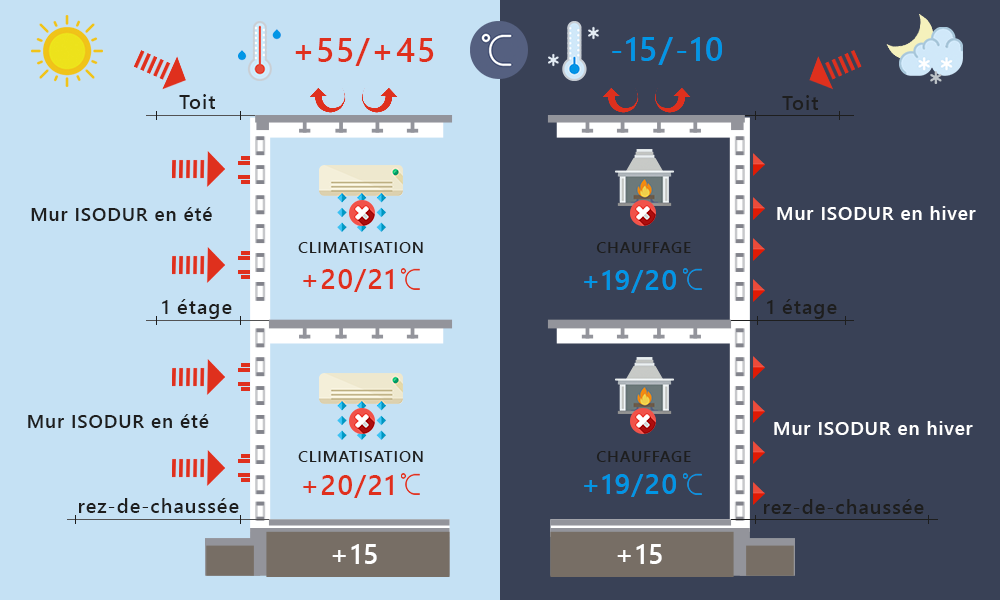 +55/+45
°C
-15/-10
Toit
Toit
Mur ISODUR en été
Mur ISODUR en hiver
CLIMATISATION
+20/21°C
CHAUFFAGE
+19/20°C
1 étage
1 étage
Mur ISODUR en été
Mur ISODUR en hiver
CLIMATISATION
+20/21°C
CHAUFFAGE
+19/20°C
rez-de-chaussée
rez-de-chaussée
+15
+15